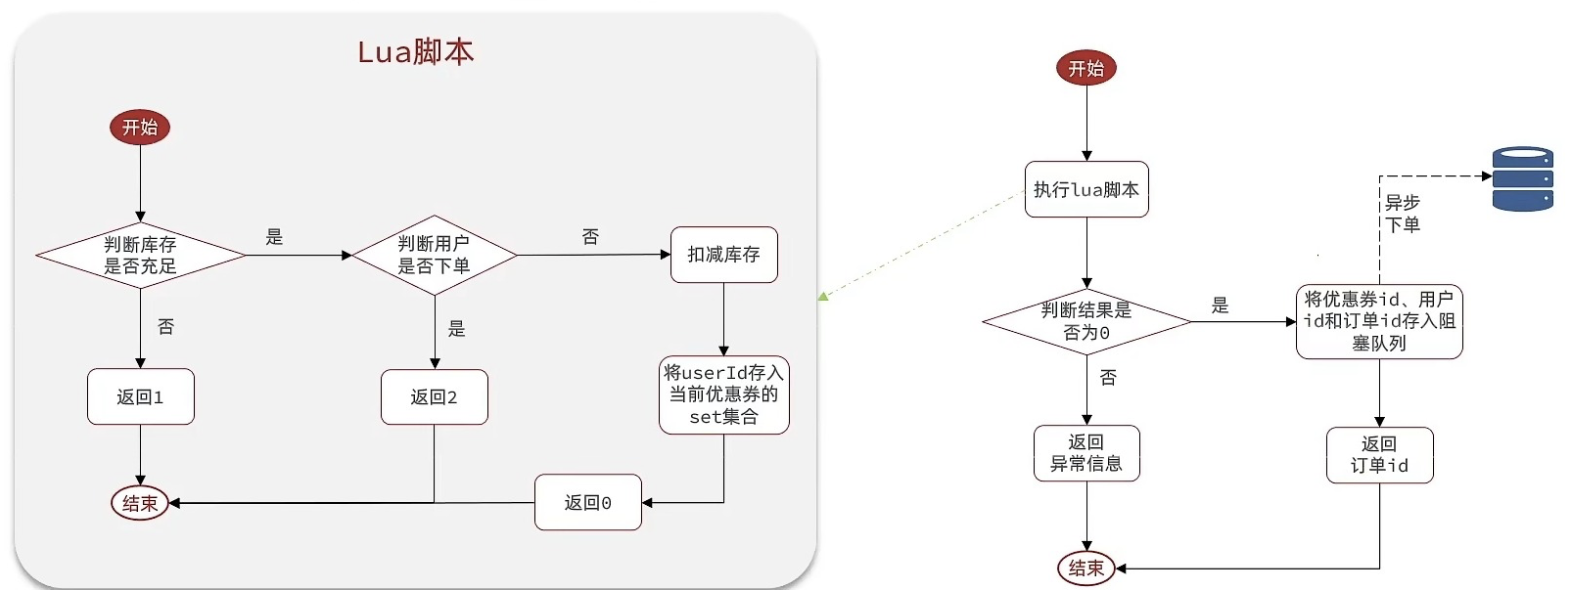 Lua脚本
开始
判断库存
是否充足
是
判断用户
是否下单
否
扣减库存
否
是
返回1
返回2
将userId存入
当前优惠券的
set集合
结束
返回0
开始
执行lua脚本
异步
下单
判断结果是
否为0
是
将优惠券id、用户
id和订单id存入阻
塞队列
否
返回
异常信息
返回
订单id
结束